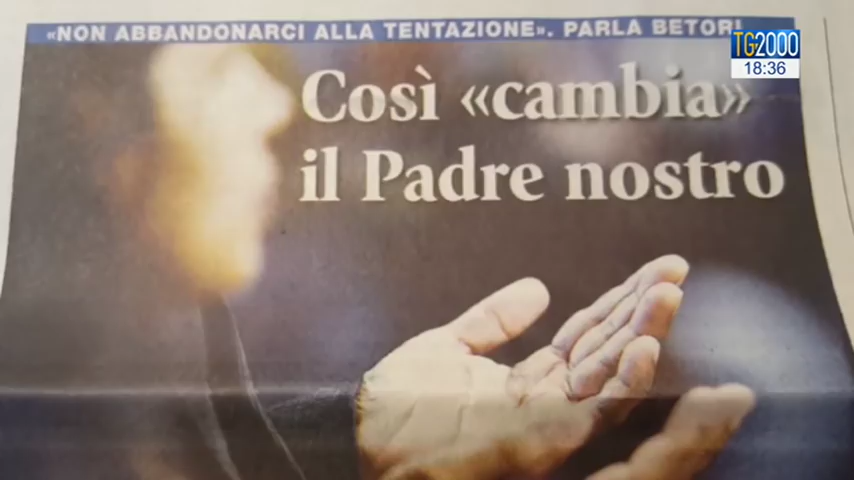 «NON ABBANDONARCI ALLA TENTAZIONE». PARLA BETORI
TG2000
18:36
Così «cambia»
il Padre nostro